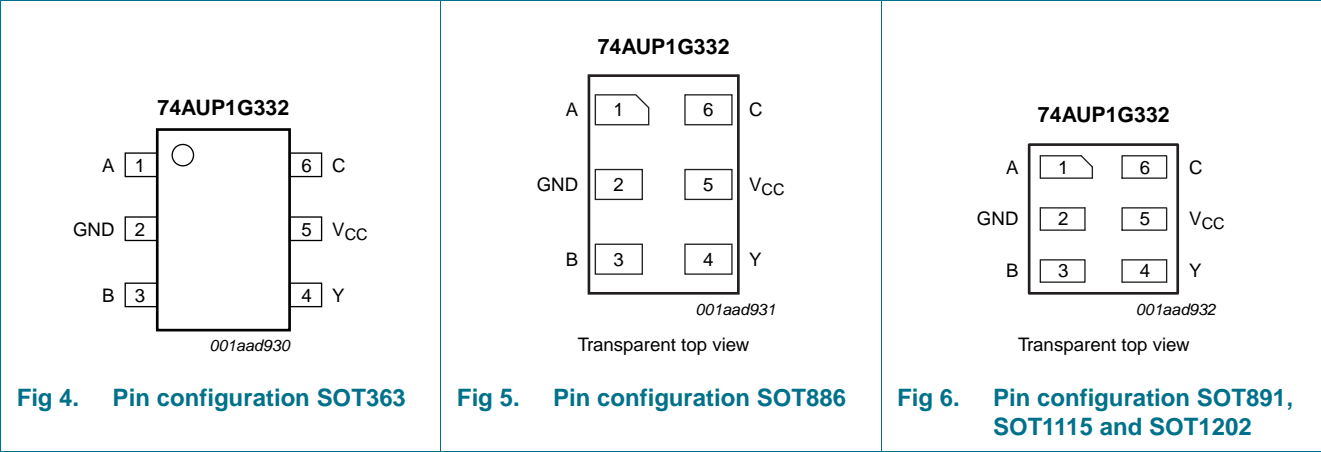 74AUP1G332
A 1 6 C
GND 2 5 VCC
B 3 4 Y
001aad930
Fig 4. Pin configuration SOT363
74AUP1G332
A 1 6 C
GND 2 5 VCC
B 3 4 Y
001aad931
Transparent top view
Fig 5. Pin configuration SOT886
74AUP1G332
A 1 6 C
GND 2 5 VCC
B 3 4 Y
001aad932
Transparent top view
Fig 6. Pin configuration SOT891,
SOT1115 and SOT1202